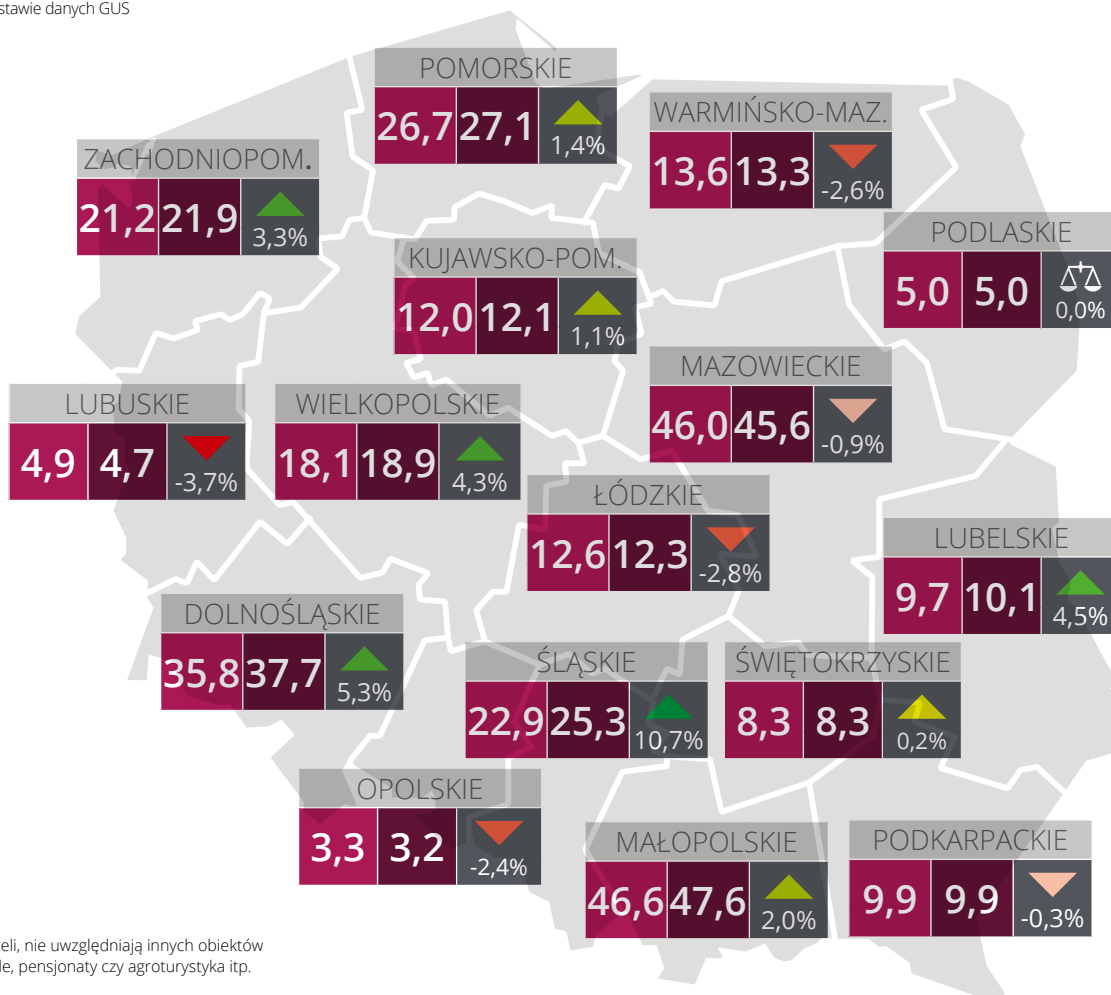 danych GUS
POMORSKIE
26,7 27,1 1,4%
WARMIŃSKO-MAZ.
13,6 13,3 -2,6%
ZACHODNIOPOM.
21,2 21,9 3,3%
PODLASKIE
5,0 5,0 0,0%
KUJAWSKO-POM.
12,0 12,1 1,1%
MAZOWIECKIE
46,0 45,6 -0,9%
LUBUSKIE
4,9 4,7 -3,7%
WIELKOPOLSKIE
18,1 18,9 4,3%
ŁÓDZKIE
12,6 12,3 -2,8%
LUBELSKIE
9,7 10,1 4,5%
DOLNOŚLĄSKIE
35,8 37,7 5,3%
ŚLĄSKIE
22,9 25,3 10,7%
ŚWIĘTOKRZYSKIE
8,3 8,3 0,2%
OPOLSKIE
3,3 3,2 -2,4%
MAŁOPOLSKIE
46,6 47,6 2,0%
PODKARPACKIE
9,9 9,9 -0,3%
nie uwzględniają innych obiektów
pensjonaty czy agroturystyka itp.